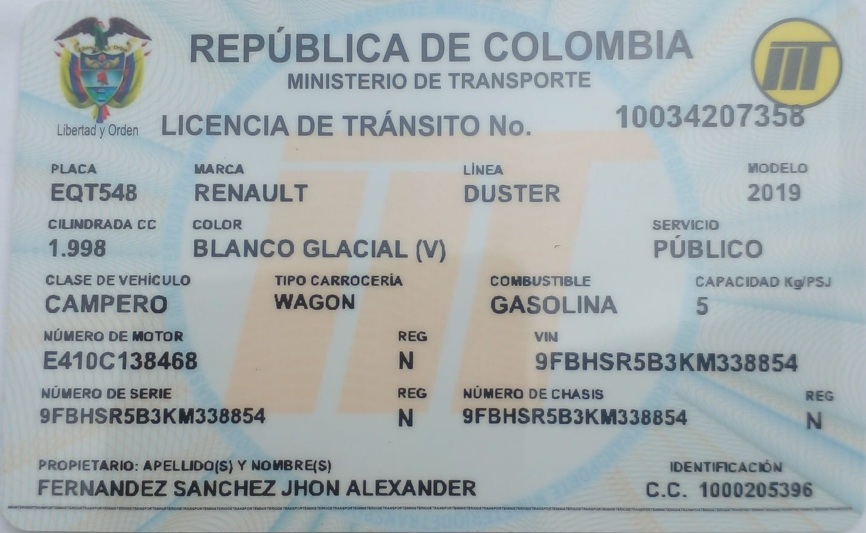 REPÚBLICA DE COLOMBIA
MINISTERIO DE TRANSPORTE
Libertad y Orden
LICENCIA DE TRÁNSITO No. 10034207358
PLACA MARCA LÍNEA MODELO
EQT548 RENAULT DUSTER 2019
CILINDRADA CC COLOR SERVICIO
1.998 BLANCO GLACIAL (V) PÚBLICO
CLASE DE VEHÍCULO TIPO CARROCERÍA COMBUSTIBLE CAPACIDAD Kg/PSJ
CAMPERO WAGON GASOLINA 5
NÚMERO DE MOTOR REG VIN
E410C138468 N 9FBHSR5B3KM338854
NÚMERO DE SERIE REG NÚMERO DE CHASIS REG
9FBHSR5B3KM338854 N 9FBHSR5B3KM338854 N
PROPIETARIO: APELLIDO(S) Y NOMBRE(S) IDENTIFICACIÓN
FERNANDEZ SANCHEZ JHON ALEXANDER C.C. 1000205396